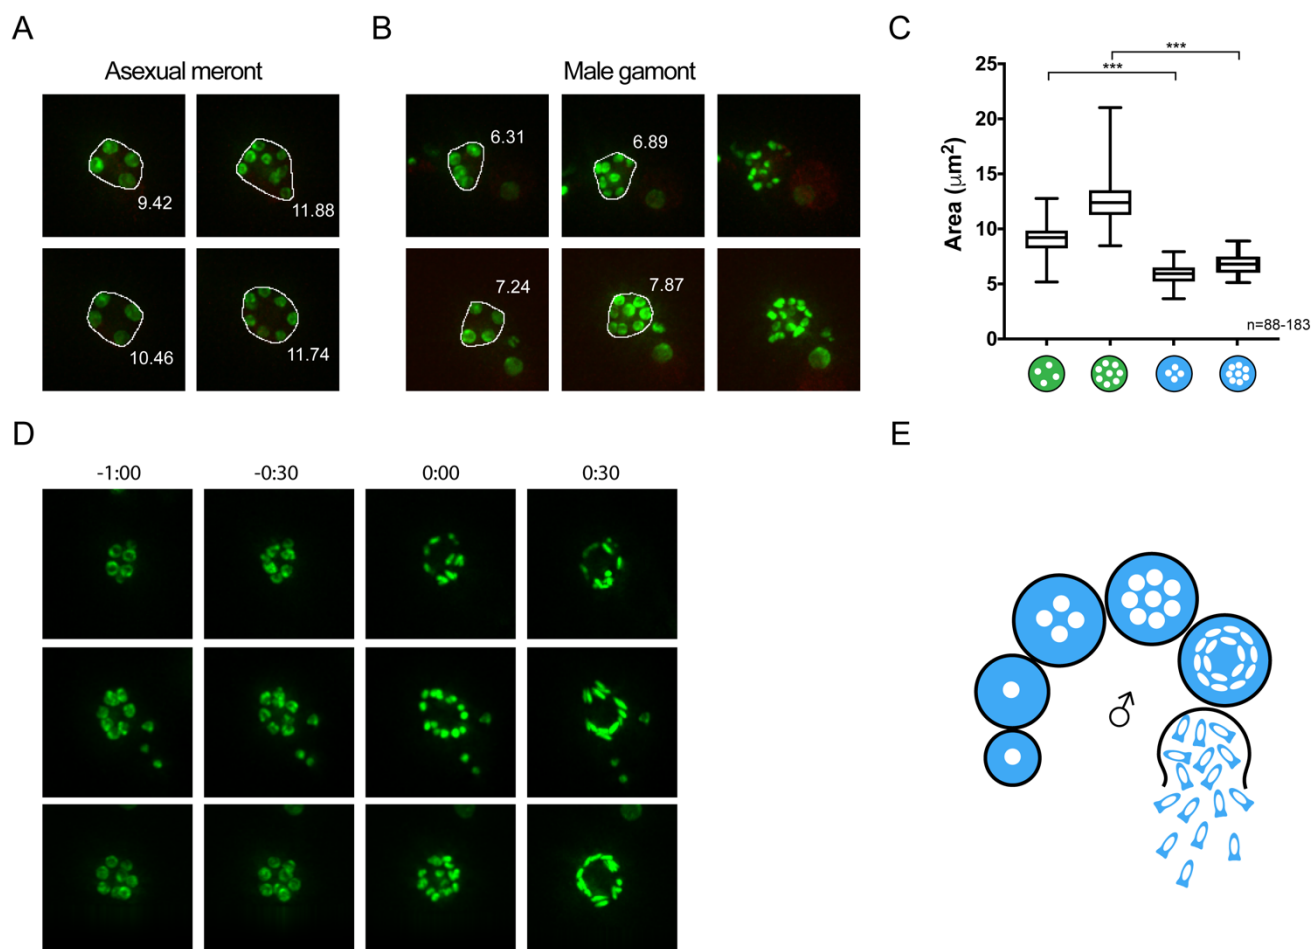 A
Asexual meront
9.42
11.88
10.46
11.74
B
Male gamont
6.31
6.89
7.24
7.87
C
***
***
25
20
15
10
5
0
Area (μm²)
n=88-183
D
-1:00
-0:30
0:00
0:30
E
♂